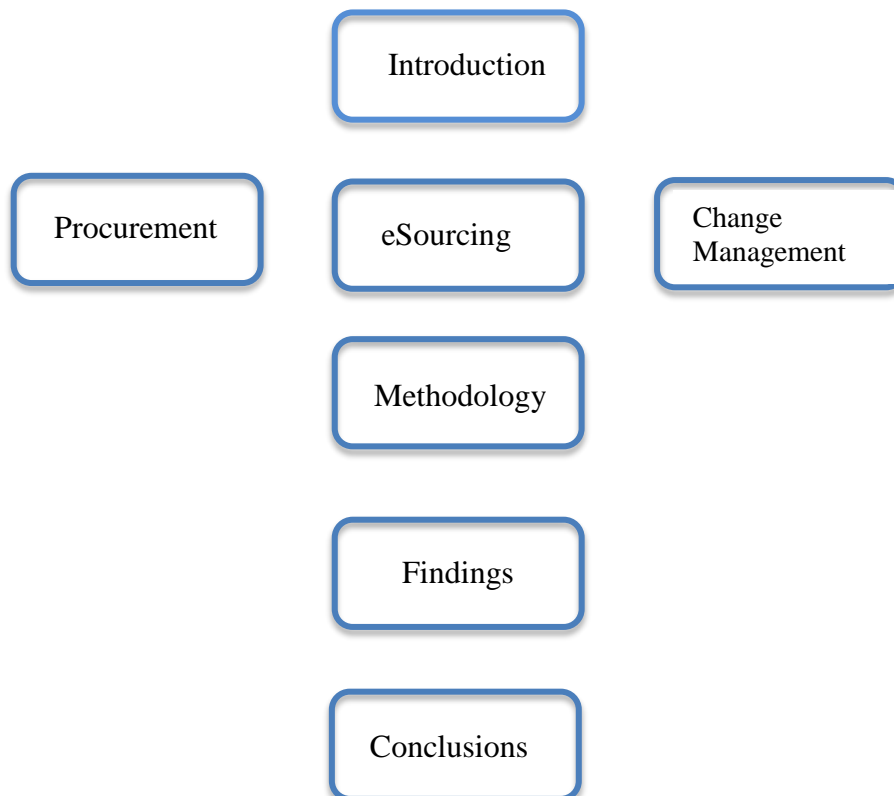 Introduction
Procurement
eSourcing
Change
Management
Methodology
Findings
Conclusions